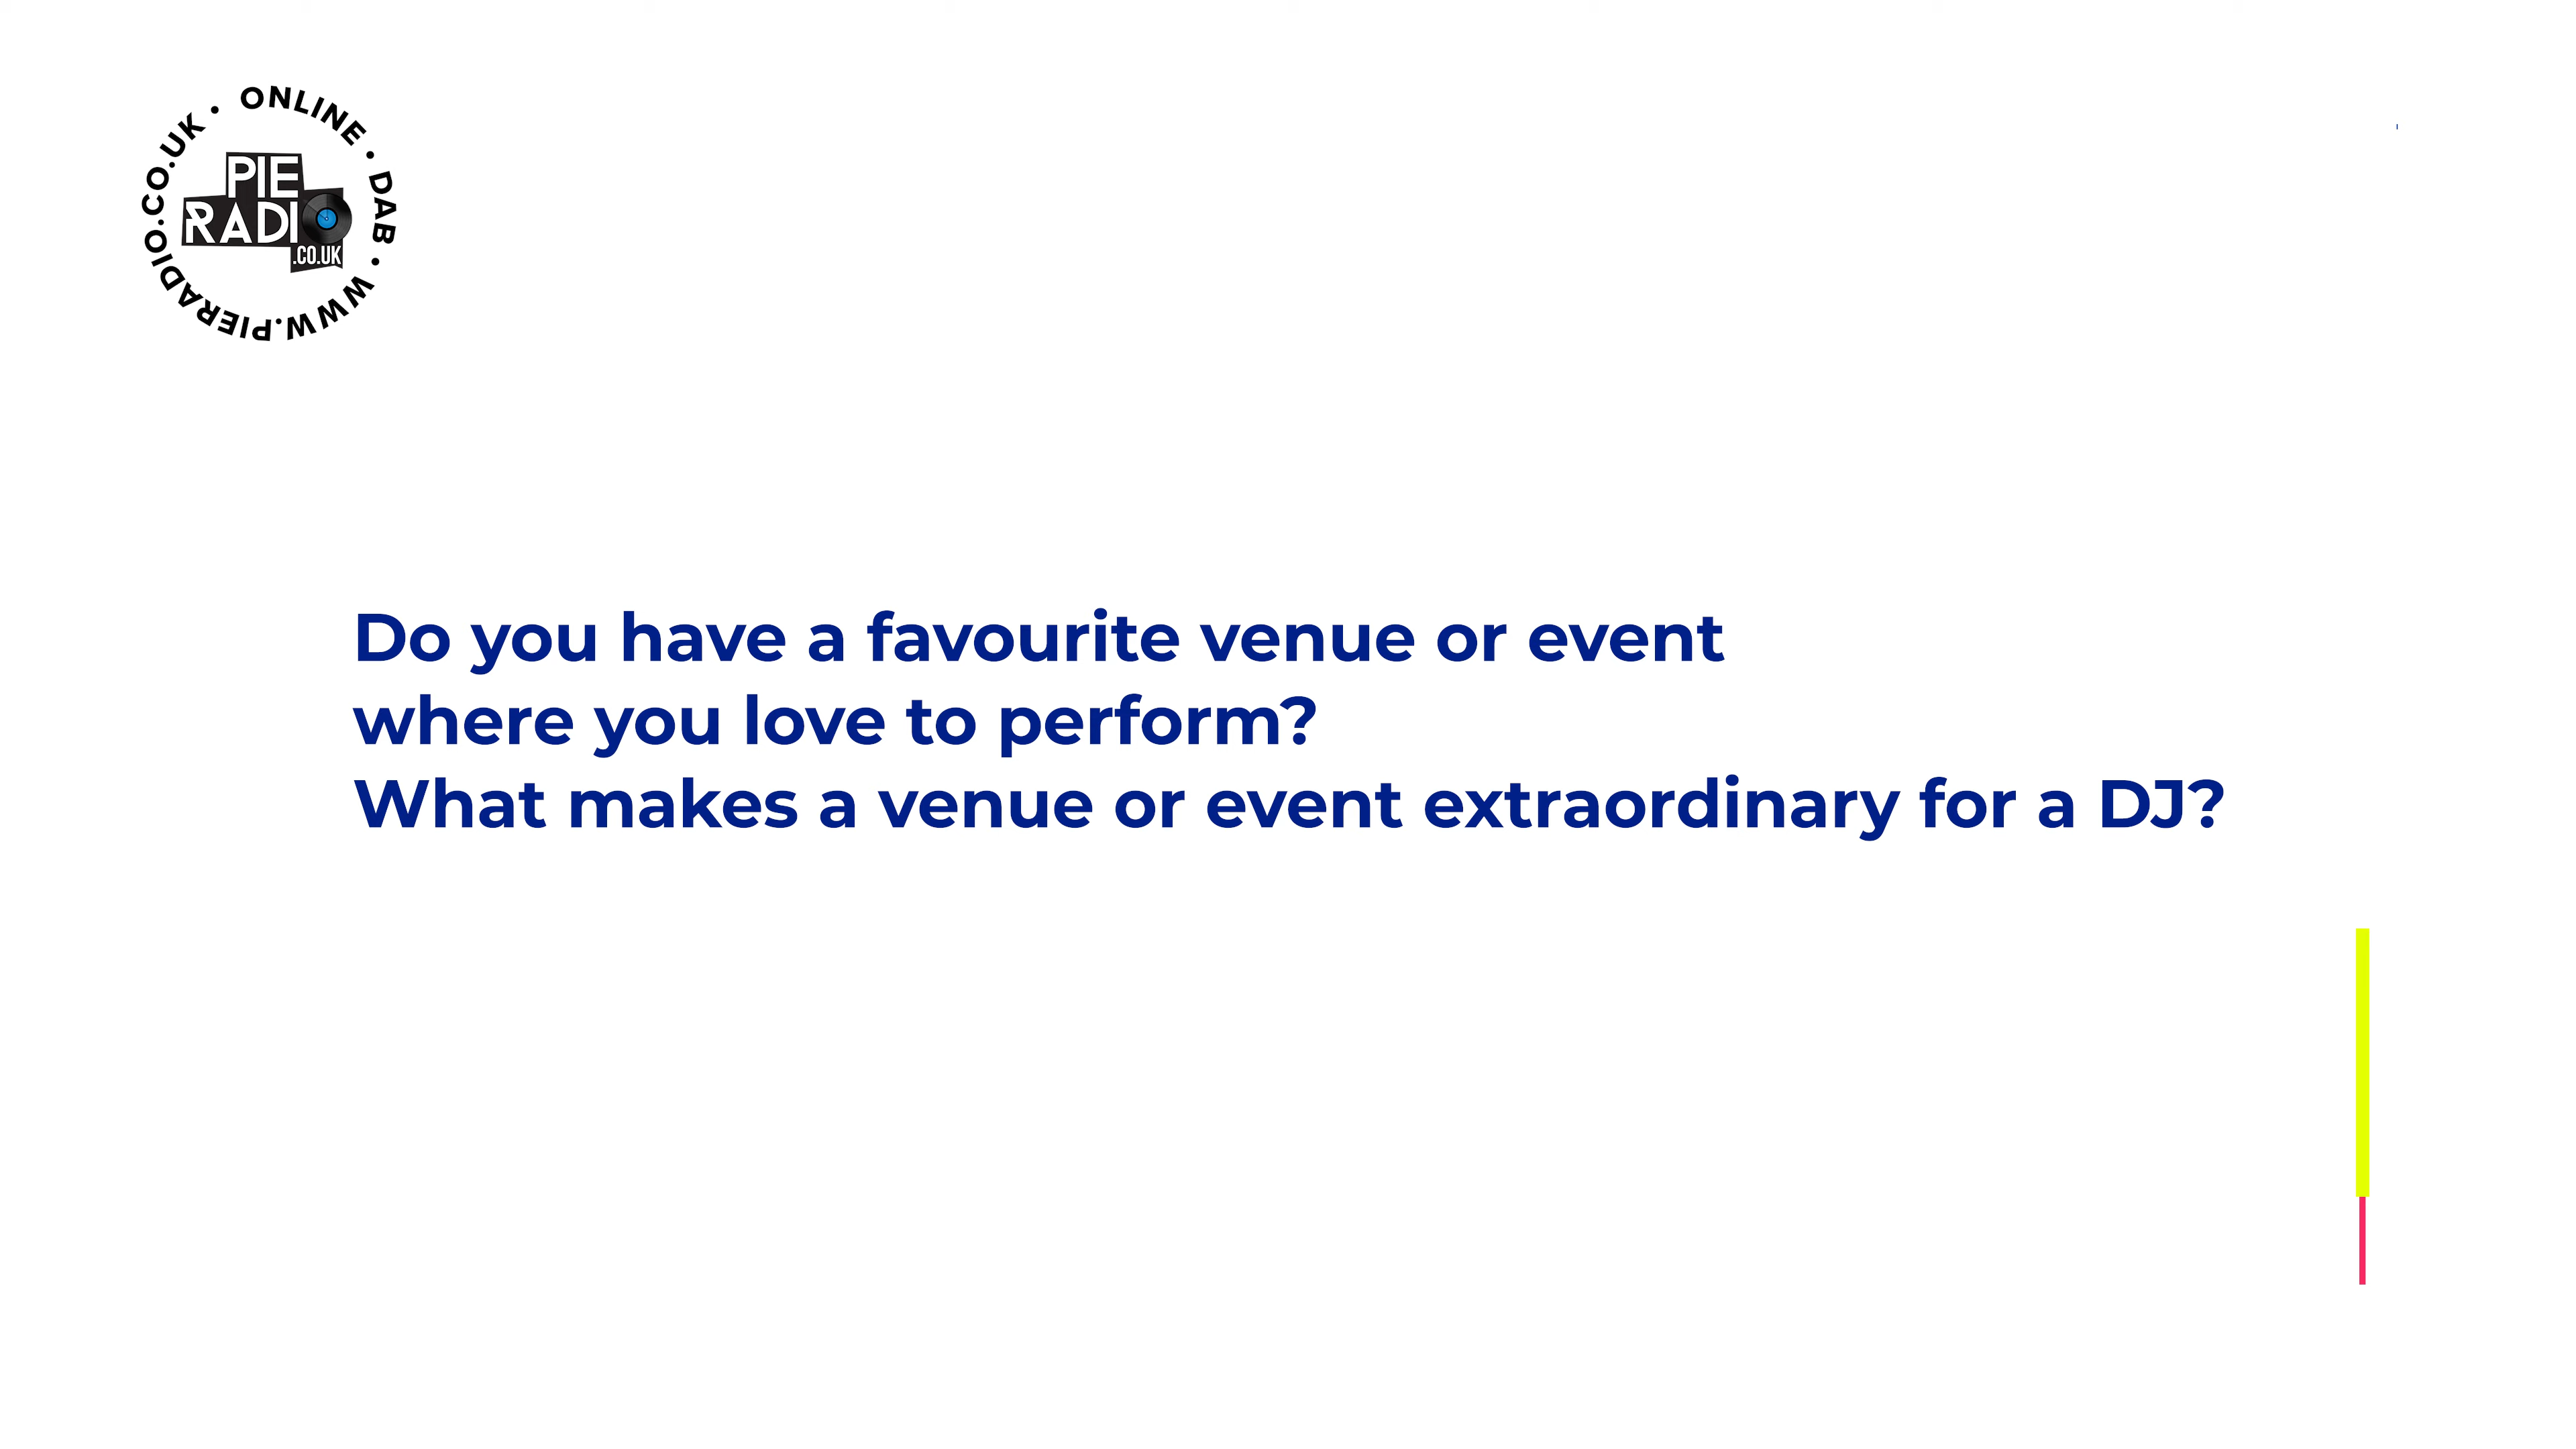 ONLINE • DAB • WWW.PIERADIO.CO.UK •
PIE
RADIO
.CO.UK
Do you have a favourite venue or event
where you love to perform?
What makes a venue or event extraordinary for a DJ?